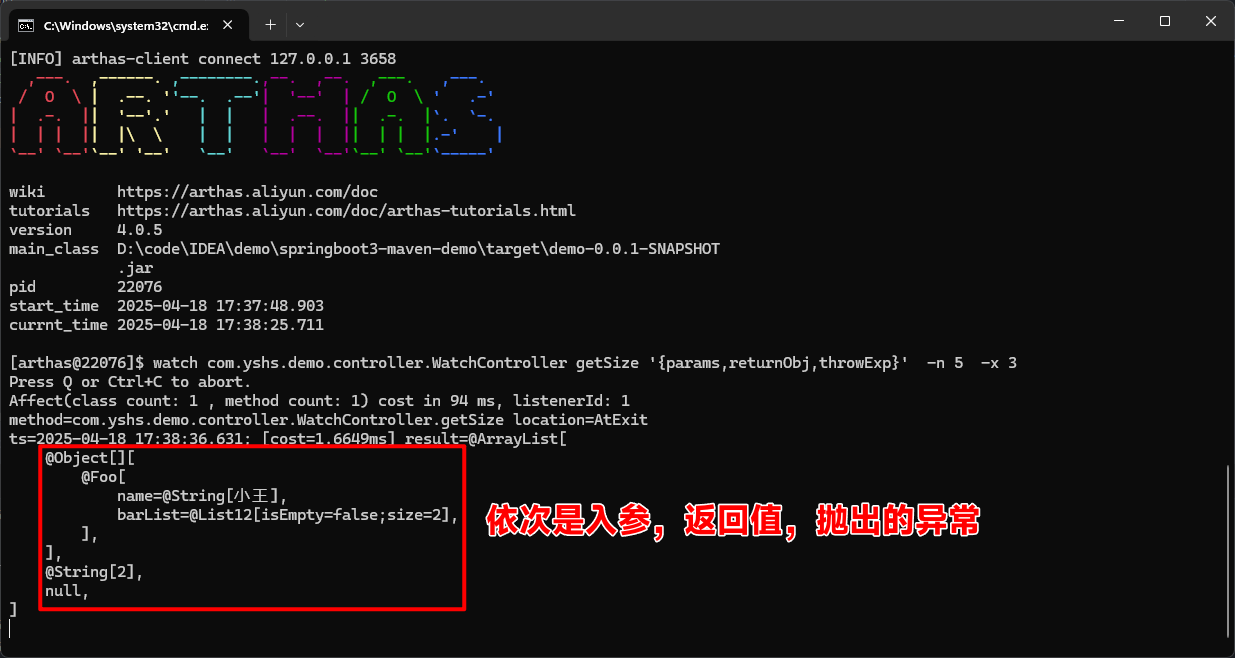 C:\Windows\system32\cmd.e:
[INFO] arthas-client connect 127.0.0.1 3658
ARTHAS
wiki https://arthas.aliyun.com/doc
tutorials https://arthas.aliyun.com/doc/arthas-tutorials.html
version 4.0.5
main_class D:\code\IDEA\demo\springboot3-maven-demo\target\demo-0.0.1-SNAPSHOT
.jar
pid 22076
start_time 2025-04-18 17:37:48.903
currnt_time 2025-04-18 17:38:25.711
[arthas@22076]$ watch com.yshs.demo.controller.WatchController getSize '{params,returnObj,throwExp}' -n 5 -x 3
Press Q or Ctrl+C to abort.
Affect(class count: 1 , method count: 1) cost in 94 ms, listenerId: 1
method=com.yshs.demo.controller.WatchController.getSize location=AtExit
ts=2025-04-18 17:38:36.631; [cost=1.6649ms] result=@ArrayList[
@Object[][
@Foo[
name=@String[小王],
barList=@List12[isEmpty=false;size=2],
],
],
@String[2],
null,
]
依次是入参，返回值，抛出的异常